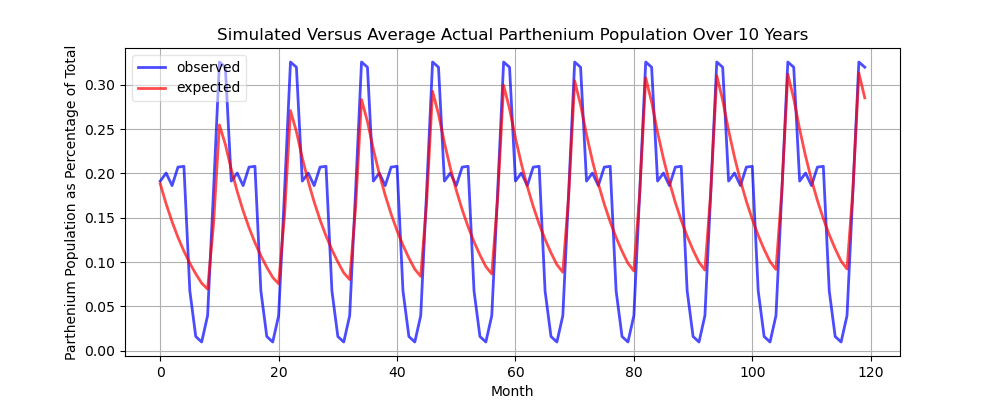 Simulated Versus Average Actual Parthenium Population Over 10 Years
Parthenium Population as Percentage of Total
0.30
0.25
0.20
0.15
0.10
0.05
0.00
observed
expected
0 20 40 60 80 100 120
Month